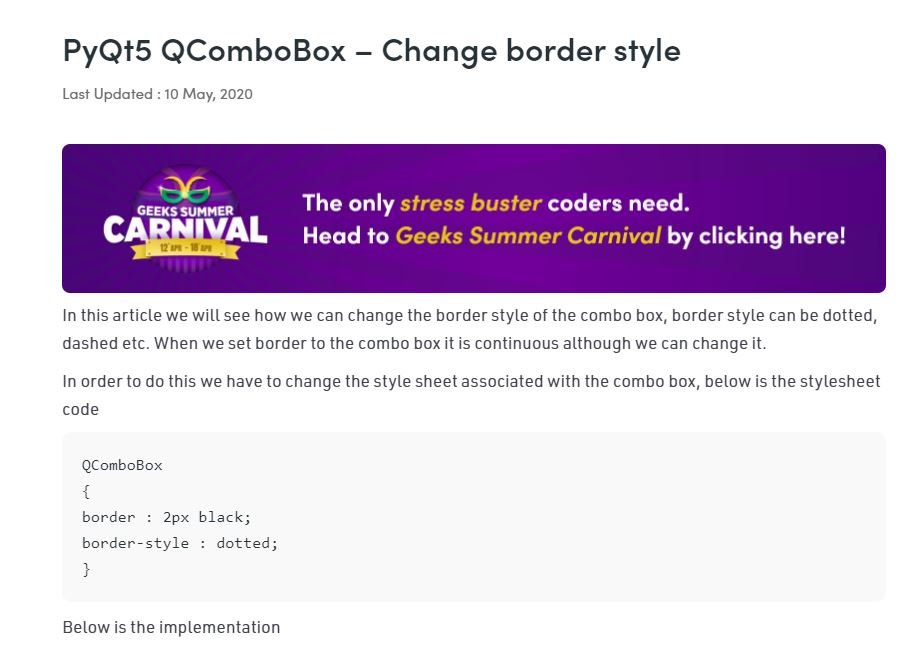 PyQt5 QComboBox – Change border style
Last Updated : 10 May, 2020
GEEKS SUMMER
CARNIVAL
12 APR - 18 APR
The only stress buster coders need.
Head to Geeks Summer Carnival by clicking here!
In this article we will see how we can change the border style of the combo box, border style can be dotted,
dashed etc. When we set border to the combo box it is continuous although we can change it.
In order to do this we have to change the style sheet associated with the combo box, below is the stylesheet
code
QComboBox
{
border : 2px black;
border-style : dotted;
}
Below is the implementation